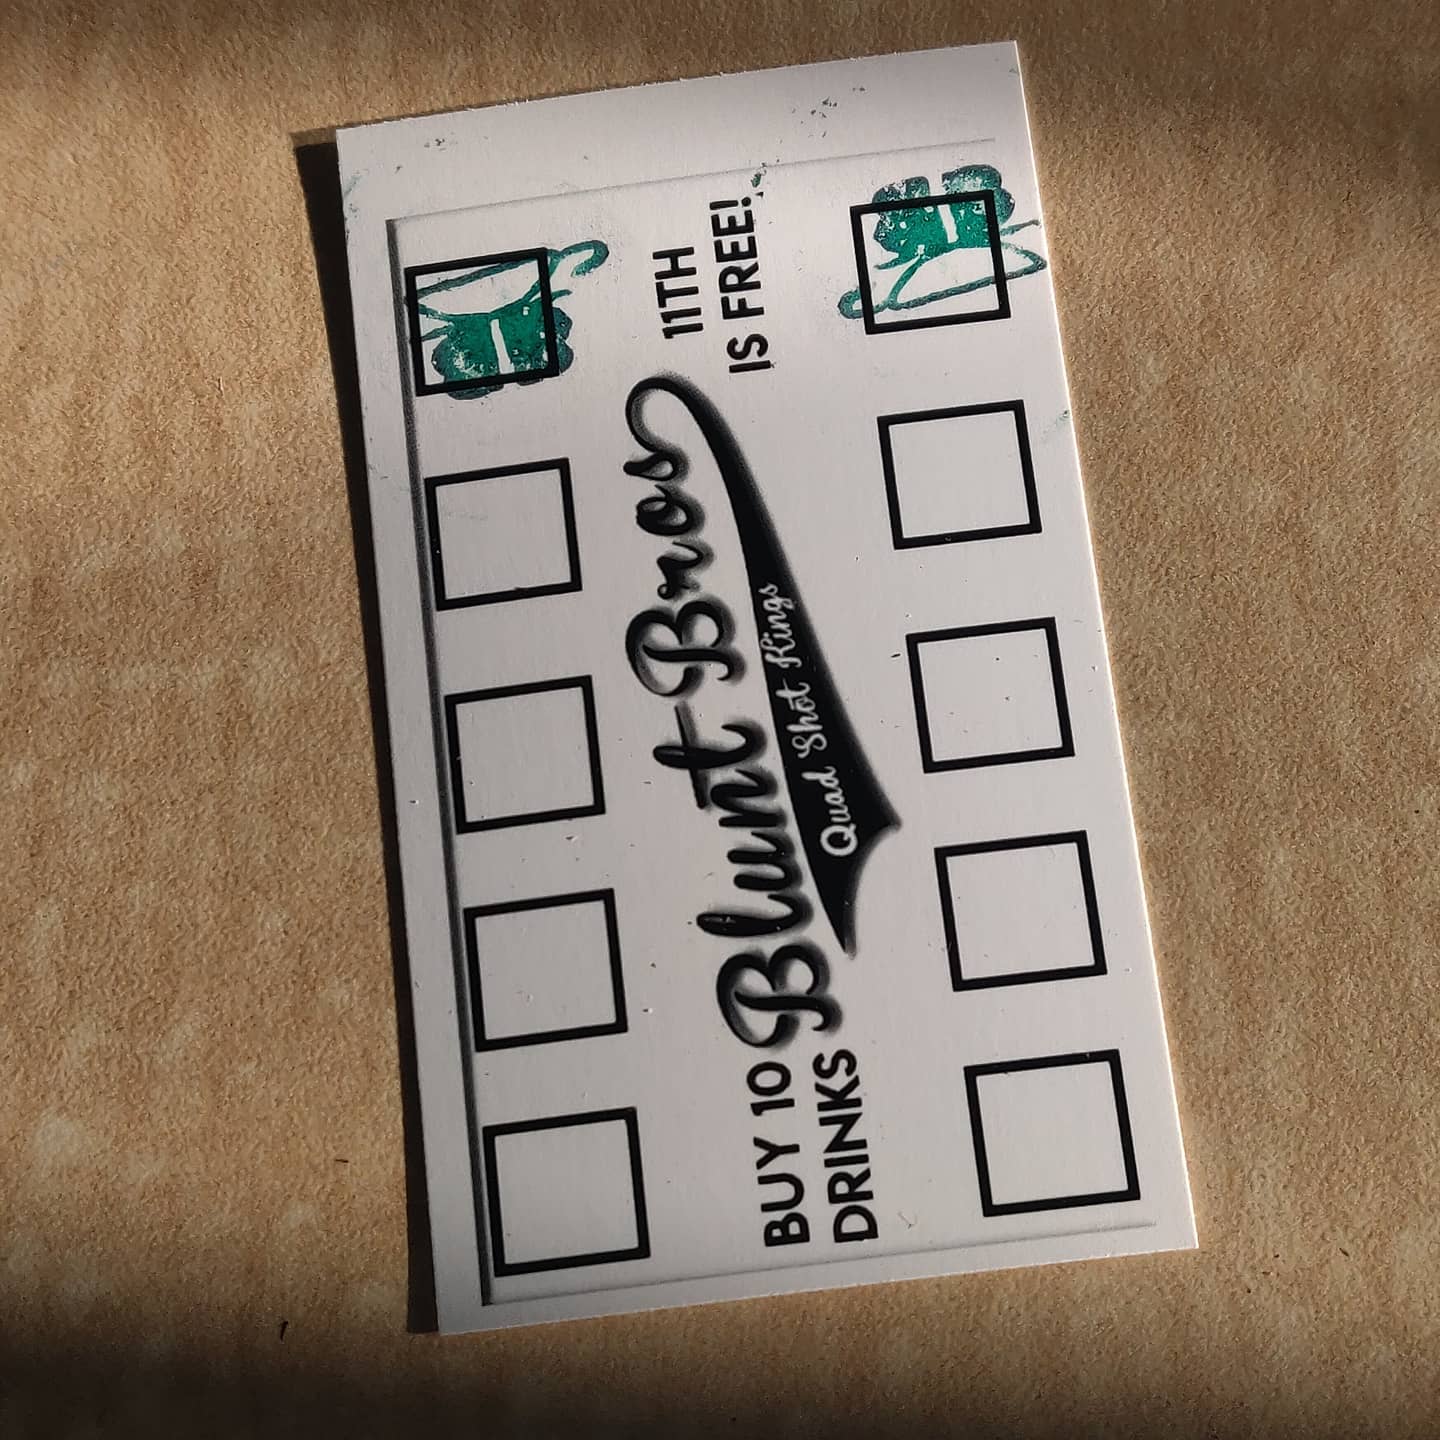 BUY 10
DRINKS
Blunt Bros
Quad Shot Kings
11TH
IS FREE!